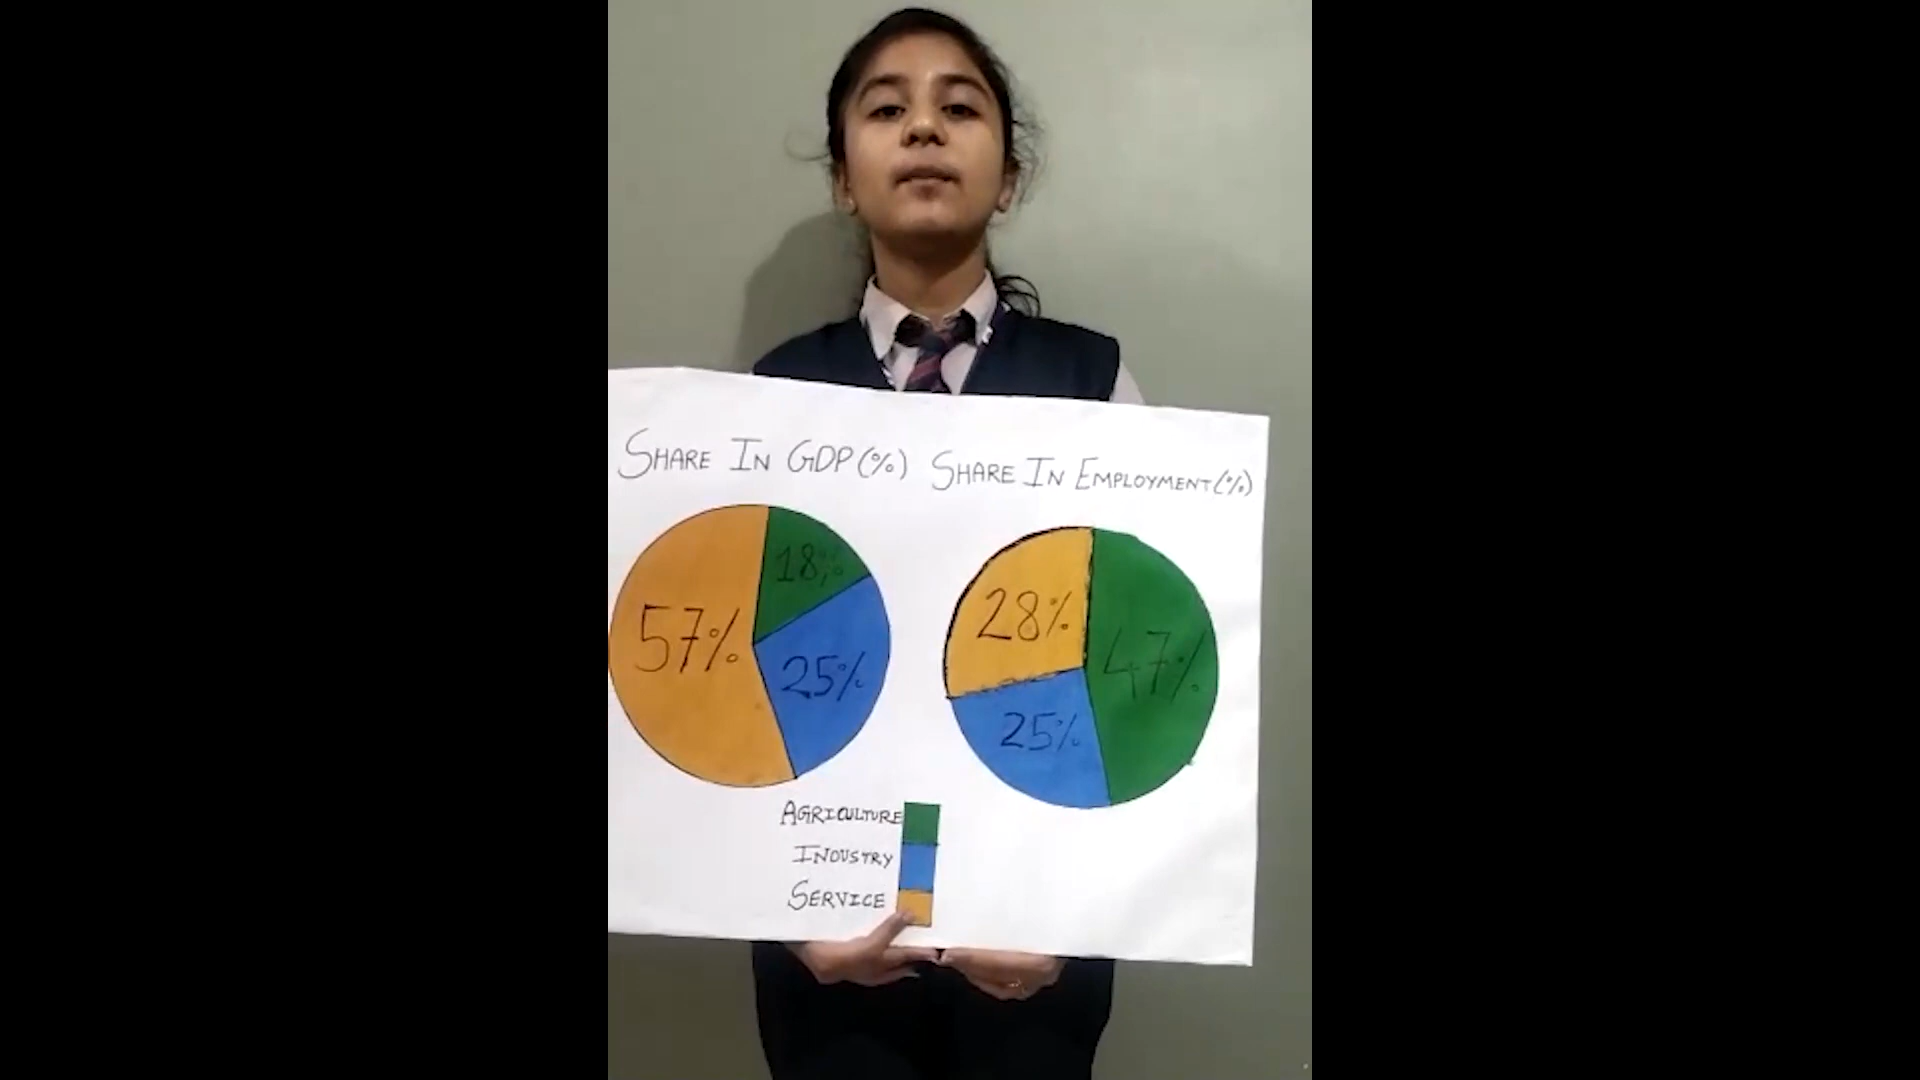 SHARE IN GDP (%)
SHARE IN EMPLOYMENT (%)
18%
57%
25%
28%
47%
25%
AGRICULTURE
INDUSTRY
SERVICE